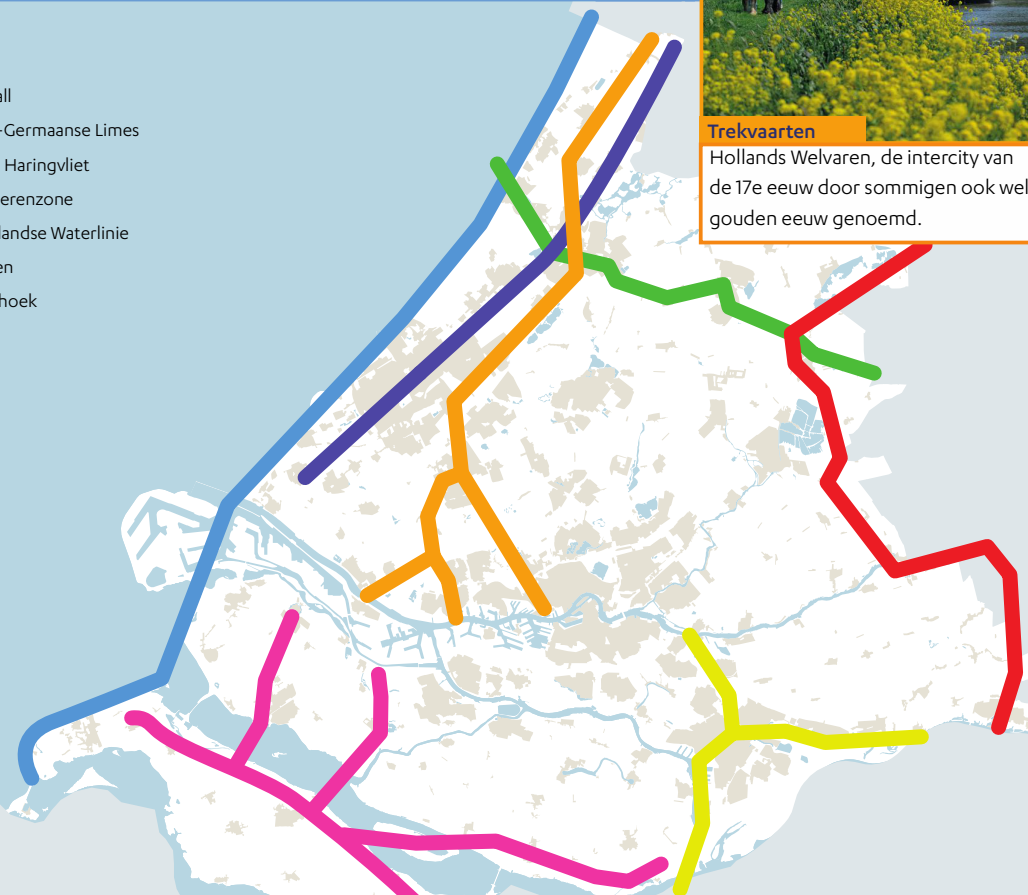 all
-Germaanse Limes
Haringvliet
erenzone
landse Waterlinie
en
hoek
Trekvaarten
Hollands Welvaren, de intercity van
de 17e eeuw door sommigen ook wel
gouden eeuw genoemd.